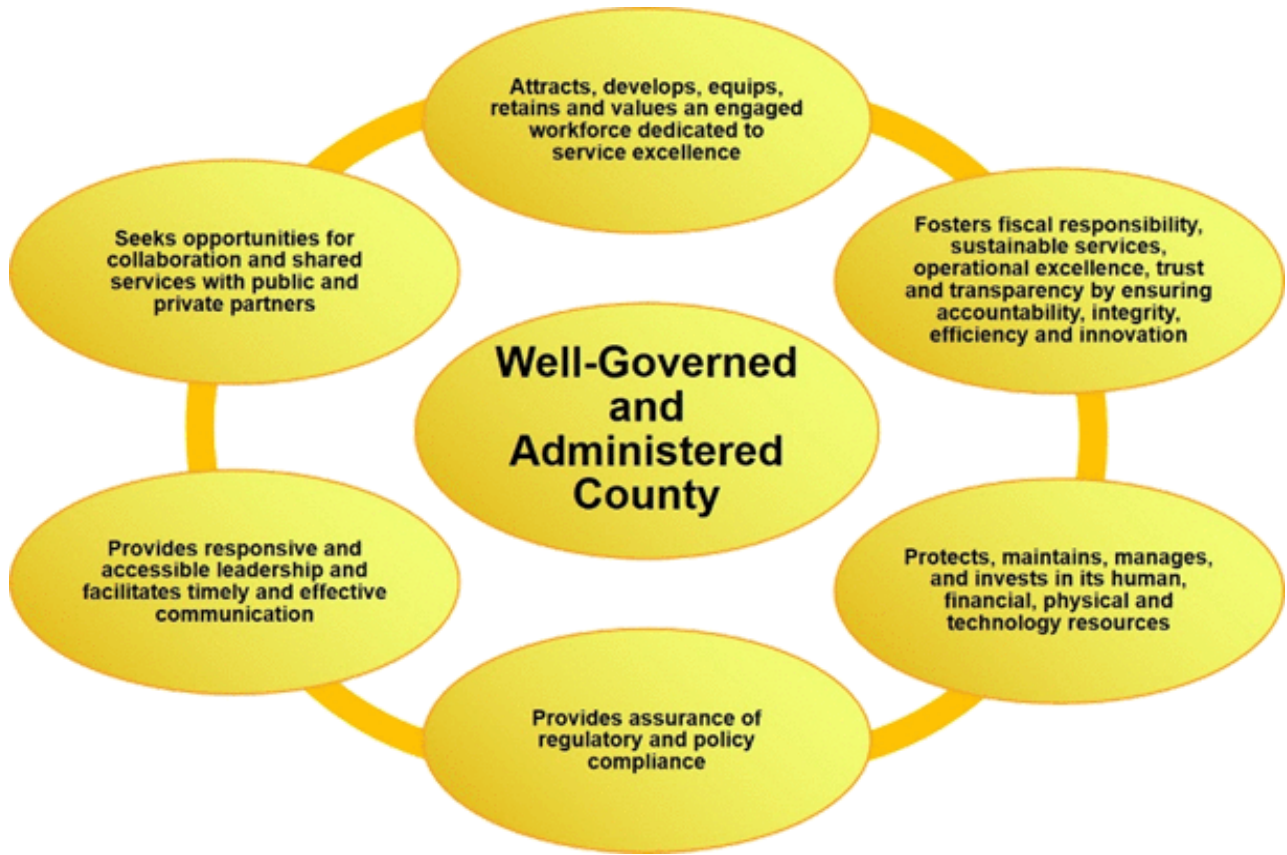 Attracts, develops, equips,
retains and values an engaged
workforce dedicated to
service excellence
Fosters fiscal responsibility,
sustainable services,
operational excellence, trust
and transparency by ensuring
accountability, integrity,
efficiency and innovation
Protects, maintains, manages,
and invests in its human,
financial, physical and
technology resources
Provides assurance of
regulatory and policy
compliance
Provides responsive and
accessible leadership and
facilitates timely and effective
communication
Seeks opportunities for
collaboration and shared
services with public and
private partners
Well-Governed
and
Administered
County